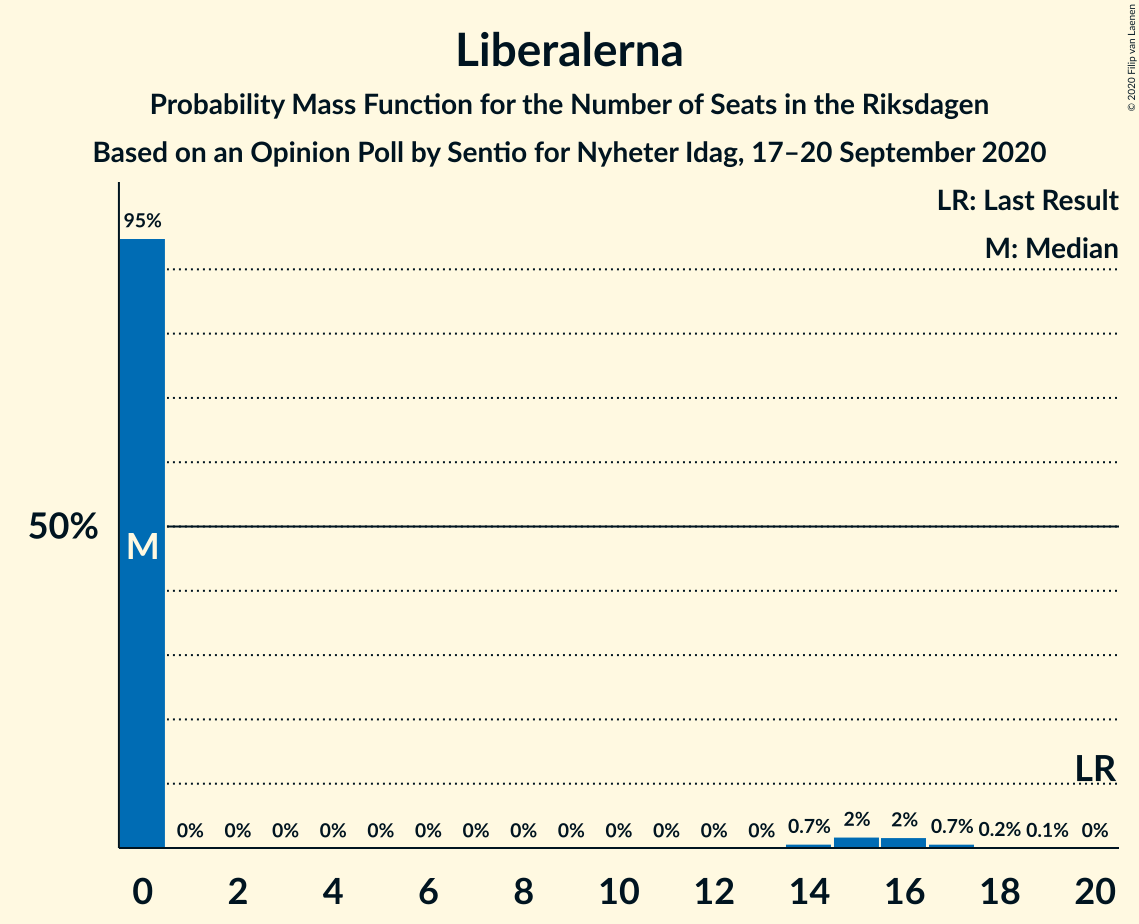 Liberalerna
Probability Mass Function for the Number of Seats in the Riksdagen
Based on an Opinion Poll by Sentio for Nyheter Idag, 17–20 September 2020
© 2020 Filip van Laenen
LR: Last Result
M: Median
95%
50%
M
LR
0% 0% 0% 0% 0% 0% 0% 0% 0% 0% 0% 0% 0% 0.7% 2% 2% 0.7% 0.2% 0.1% 0%
0 2 4 6 8 10 12 14 16 18 20